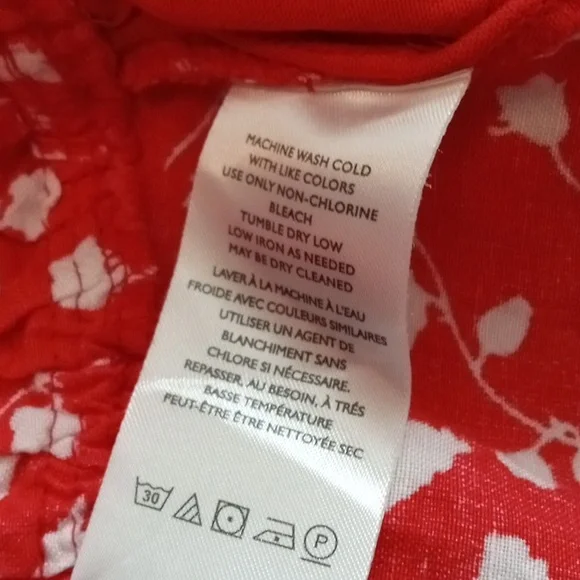 MACHINE WASH COLD
WITH LIKE COLORS
USE ONLY NON-CHLORINE
BLEACH
TUMBLE DRY LOW
LOW IRON AS NEEDED
MAY BE DRY CLEANED
LAVER À LA MACHINE À L'EAU
FROIDE AVEC COULEURS SIMILAIRES
UTILISER UN AGENT DE
BLANCHIMENT SANS
CHLORE SI NÉCESSAIRE.
REPASSER, AU BESOIN, À TRÉS
BASSE TEMPÉRATURE
PEUT-ÊTRE ÊTRE NETTOYÉE SEC
30 P